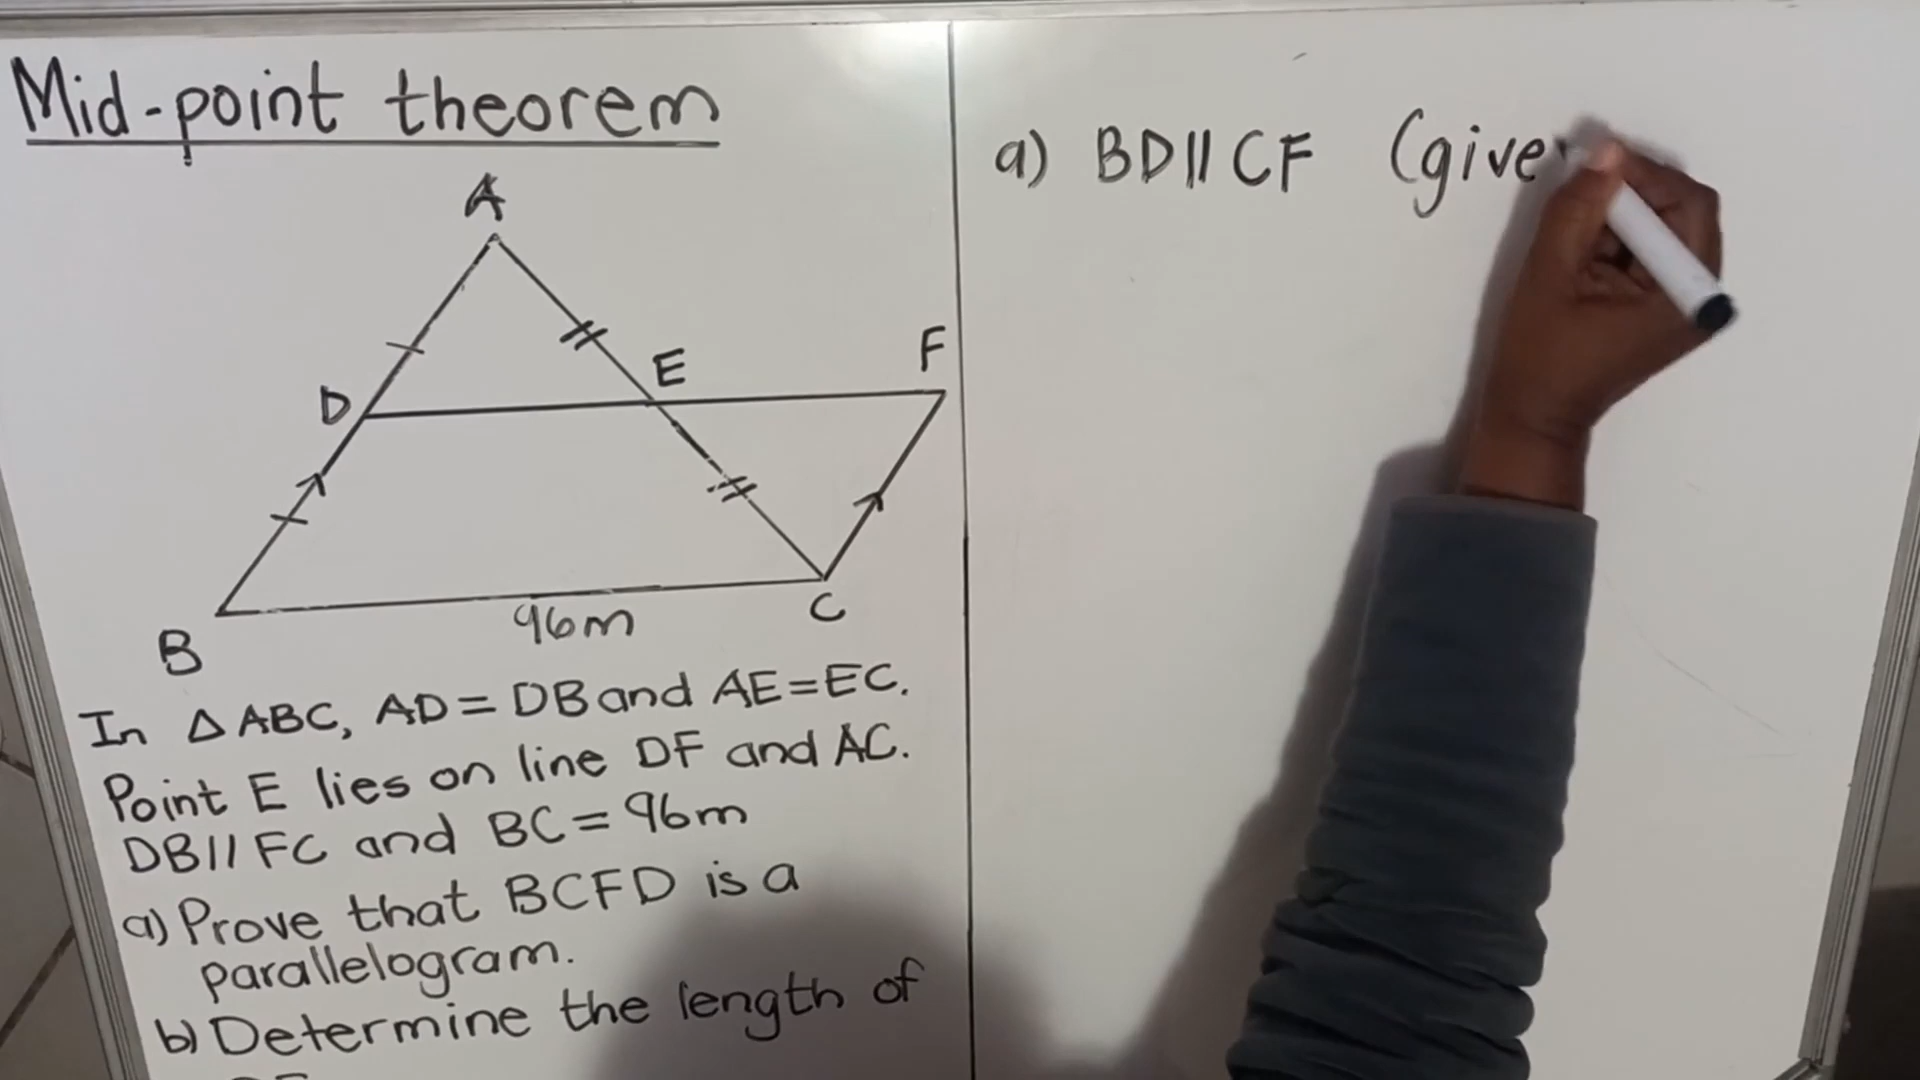 Mid-point theorem
A
D
E
F
B
96m
C
In △ABC, AD = DB and AE = EC.
Point E lies on line DF and AC.
DB // FC and BC = 96m
a) Prove that BCFD is a
parallelogram.
b) Determine the length of
a) BD || CF (give